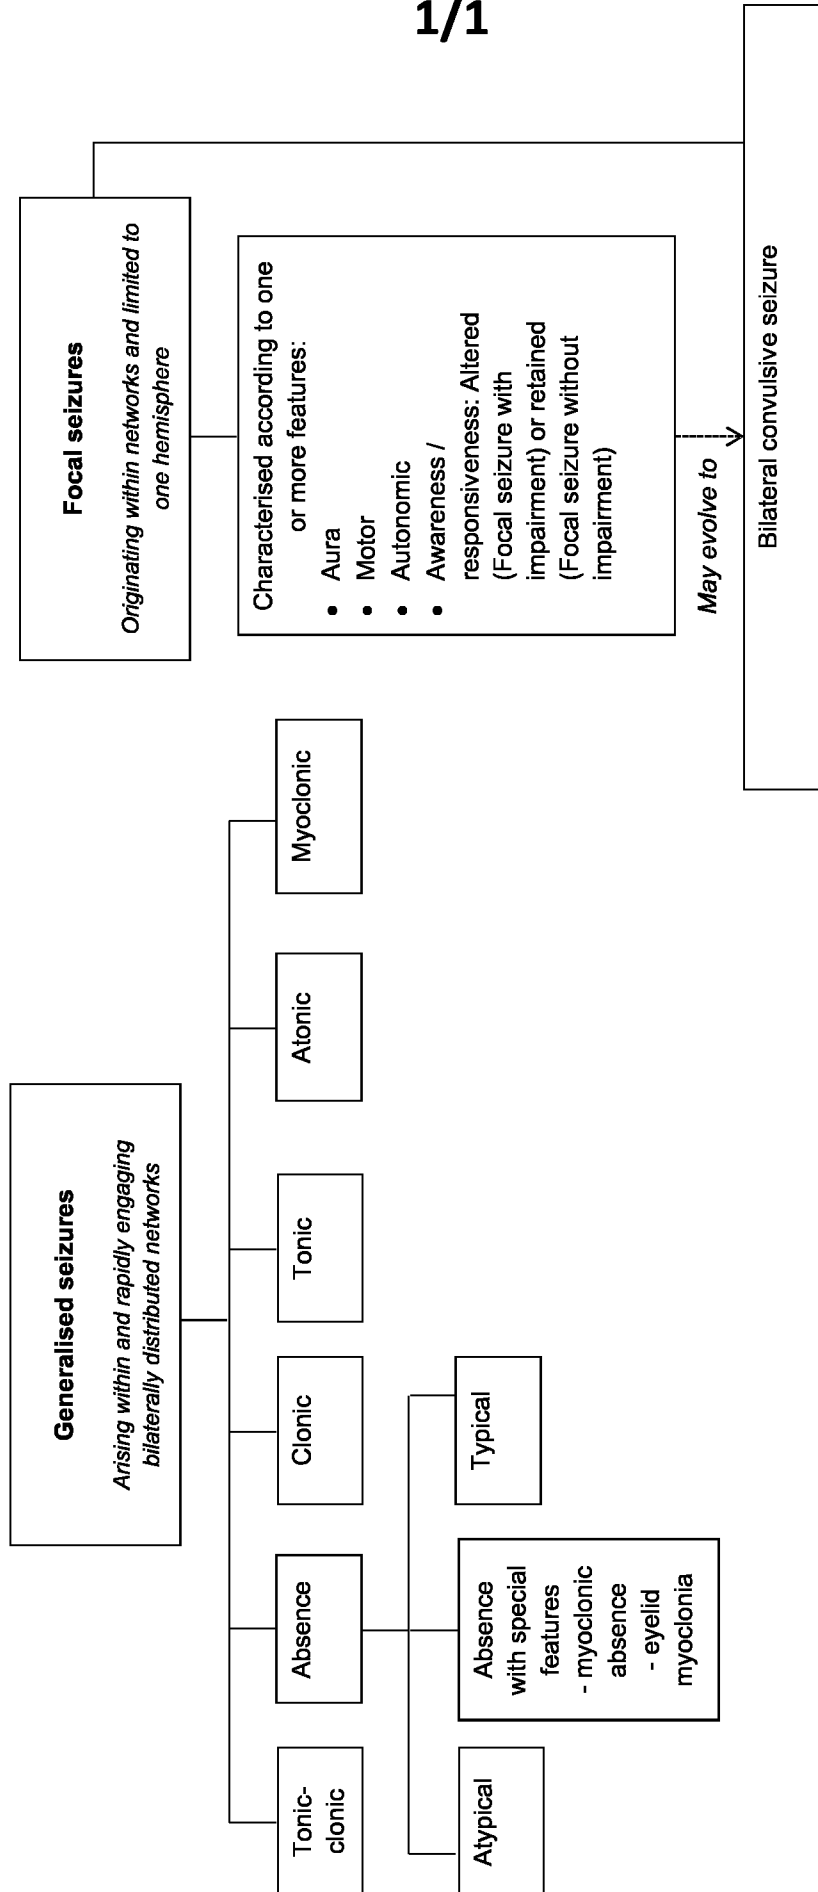 1/1
Generalised seizures
Arising within and rapidly engaging
bilaterally distributed networks
Tonic-
clonic
Absence
Clonic
Tonic
Atonic
Myoclonic
Atypical
Absence
with special
features
- myoclonic
absence
- eyelid
myoclonia
Typical
Focal seizures
Originating within networks and limited to
one hemisphere
Characterised according to one
or more features:
• Aura
• Motor
• Autonomic
• Awareness /
responsiveness: Altered
(Focal seizure with
impairment) or retained
(Focal seizure without
impairment)
May evolve to
Bilateral convulsive seizure